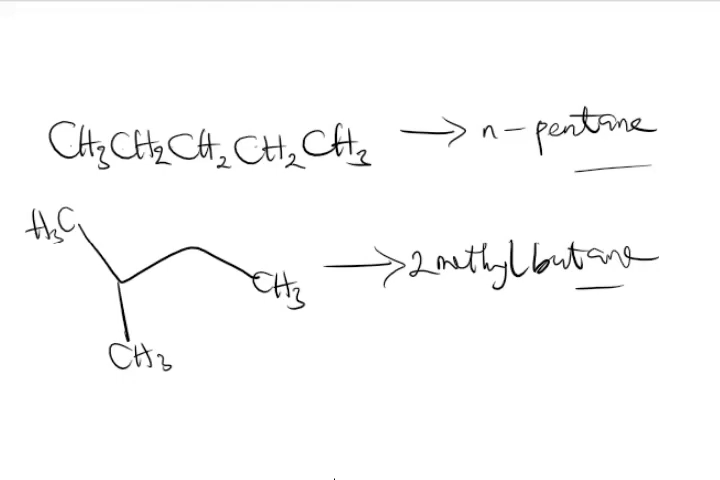 CH₃CH₂CH₂CH₂CH₃ → n-pentane
H₃C
CH₃ → 2methylbutane
CH₃